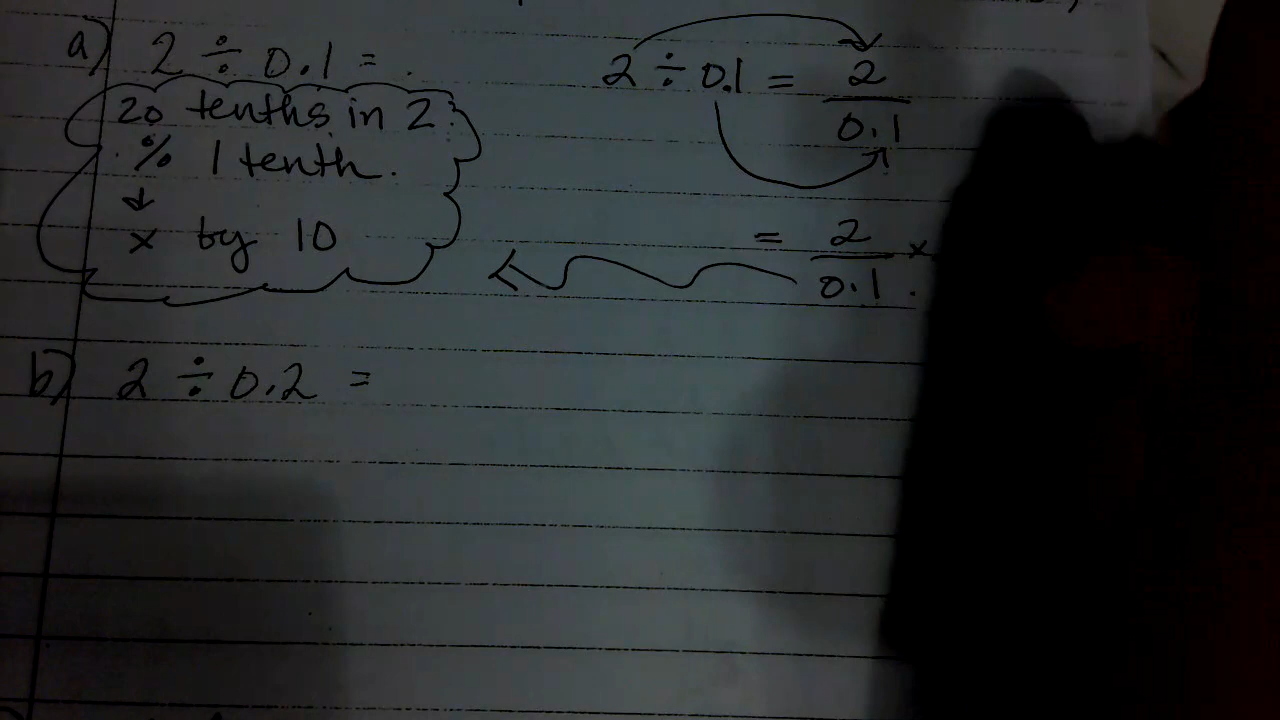 a) 2 ÷ 0.1 = .
20 tenths in 2.
% 1 tenth.
↓
x by 10
2 ÷ 0.1 = 2
0.1
= 2 x
0.1 .
b) 2 ÷ 0.2 =